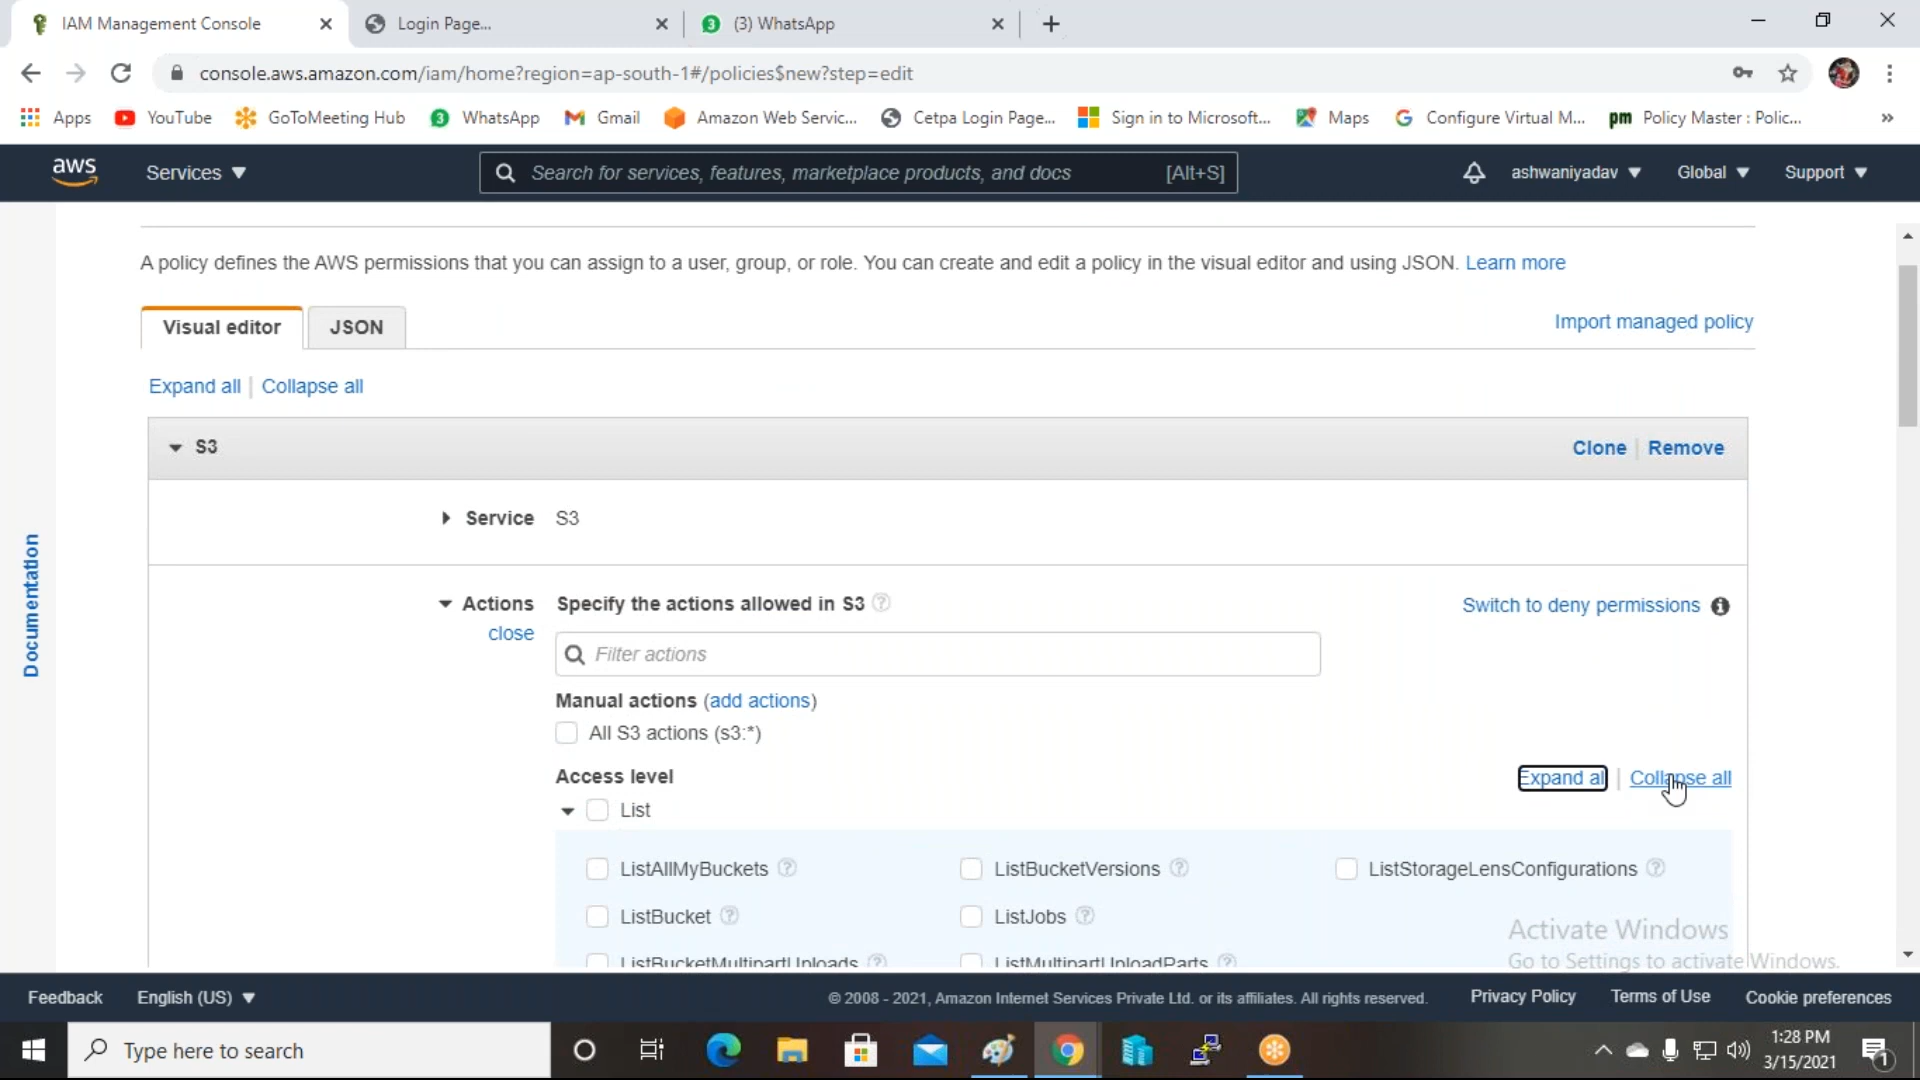 IAM Management Console
Login Page...
3
(3) WhatsApp
console.aws.amazon.com/iam/home?region=ap-south-1#/policies$new?step=edit
Apps
YouTube
GoToMeeting Hub
3 WhatsApp
Gmail
Amazon Web Servic...
Cetpa Login Page...
Sign in to Microsoft...
Maps
Configure Virtual M...
pm Policy Master : Polic...
»
aws
Services
Search for services, features, marketplace products, and docs
[Alt+S]
ashwaniyadav
Global
Support
A policy defines the AWS permissions that you can assign to a user, group, or role. You can create and edit a policy in the visual editor and using JSON. Learn more
Visual editor
JSON
Import managed policy
Expand all | Collapse all
S3
Clone | Remove
Service S3
Documentation
Actions Specify the actions allowed in S3
Switch to deny permissions
close
Filter actions
Manual actions (add actions)
All S3 actions (s3:*)
Access level
Expand all | Collapse all
List
ListAllMyBuckets
ListBucketVersions
ListStorageLensConfigurations
ListBucket
ListJobs
ListBucketMultipartUploads
ListMultipartUploadParts
Activate Windows
Go to Settings to activate Windows.
Feedback
English (US)
© 2008 - 2021, Amazon Internet Services Private Ltd. or its affiliates. All rights reserved.
Privacy Policy
Terms of Use
Cookie preferences
Type here to search
1:28 PM
3/15/2021
1